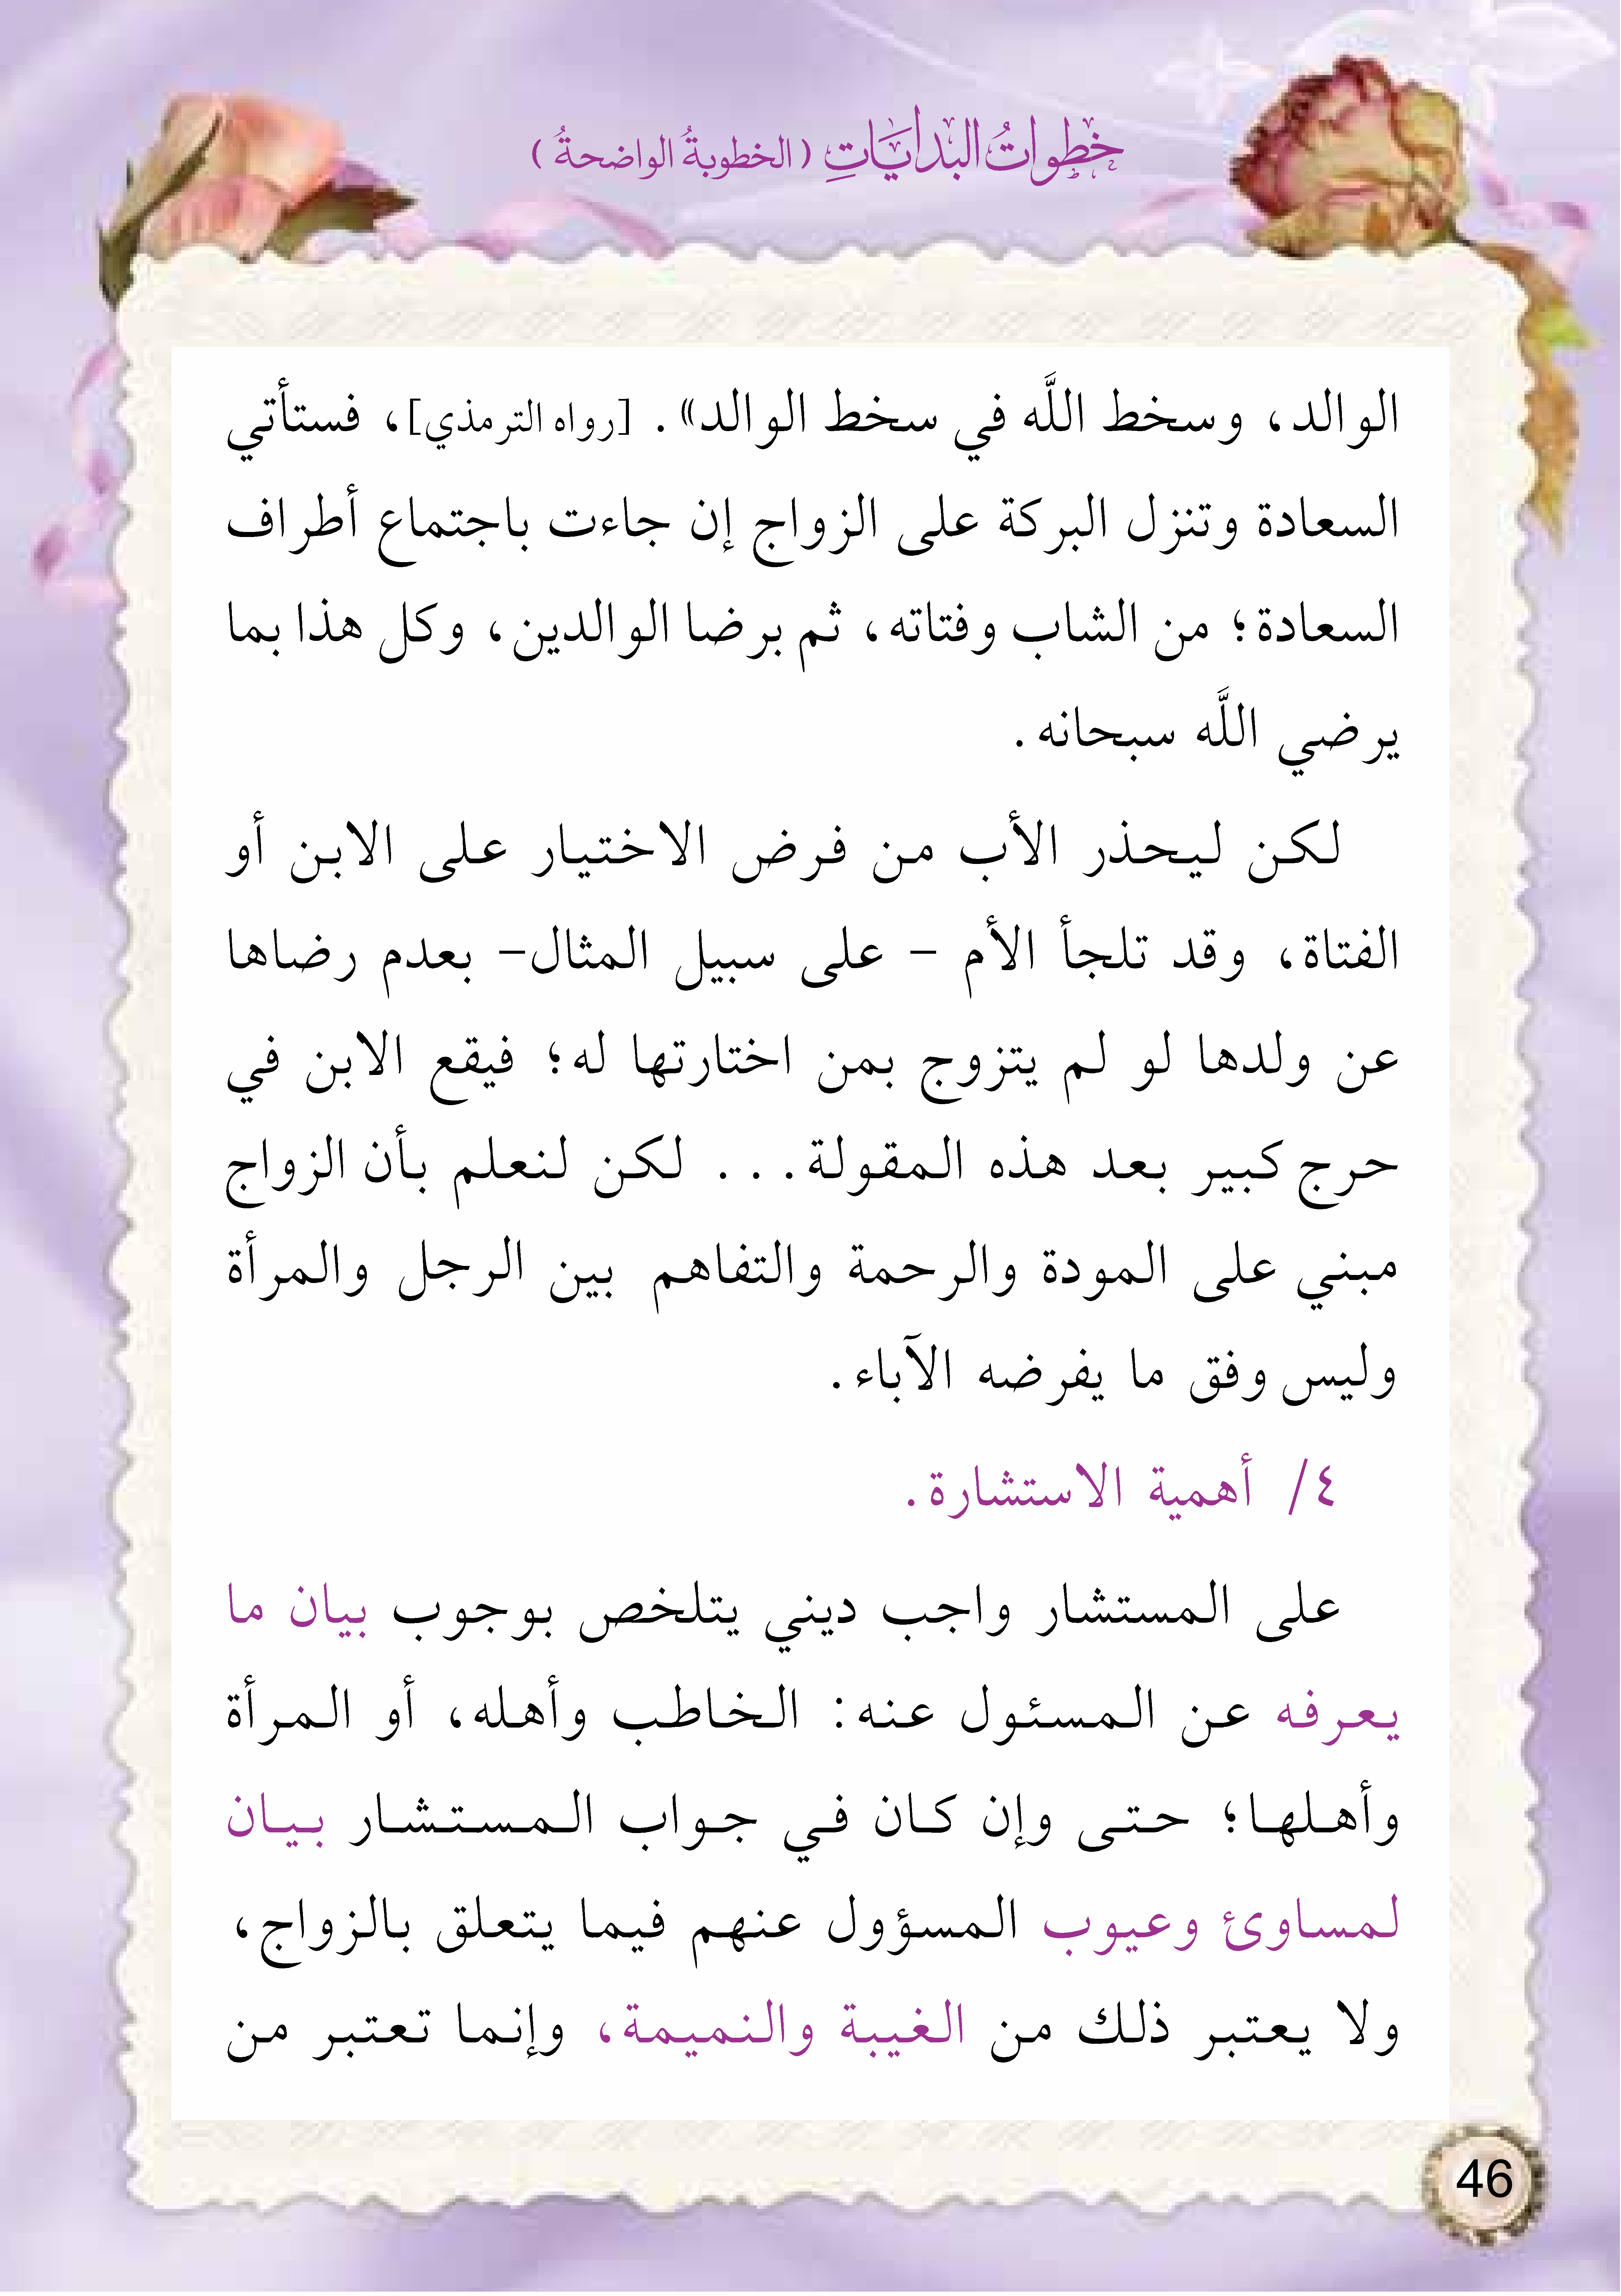 خطواتُ البدايَاتِ (الخطوبةُ الواضحةُ)
الوالد، وسخط اللَّه في سخط الوالد». [رواه الترمذي]، فستأتي
السعادة وتنزل البركة على الزواج إن جاءت باجتماع أطراف
السعادة؛ من الشاب وفتاته، ثم برضا الوالدين، وكل هذا بما
يرضي اللَّه سبحانه.
لكن ليحذر الأب من فرض الاختيار على الابن أو
الفتاة، وقد تلجأ الأم - على سبيل المثال- بعدم رضاها
عن ولدها لو لم يتزوج بمن اختارتها له؛ فيقع الابن في
حرج كبير بعد هذه المقولة... لكن لنعلم بأن الزواج
مبني على المودة والرحمة والتفاهم بين الرجل والمرأة
وليس وفق ما يفرضه الآباء.
٤/ أهمية الاستشارة.
على المستشار واجب ديني يتلخص بوجوب بيان ما
يعرفه عن المسئول عنه: الخاطب وأهله، أو المرأة
وأهلها؛ حتى وإن كان في جواب المستشار بيان
لمساوئ وعيوب المسؤول عنهم فيما يتعلق بالزواج،
ولا يعتبر ذلك من الغيبة والنميمة، وإنما تعتبر من
46